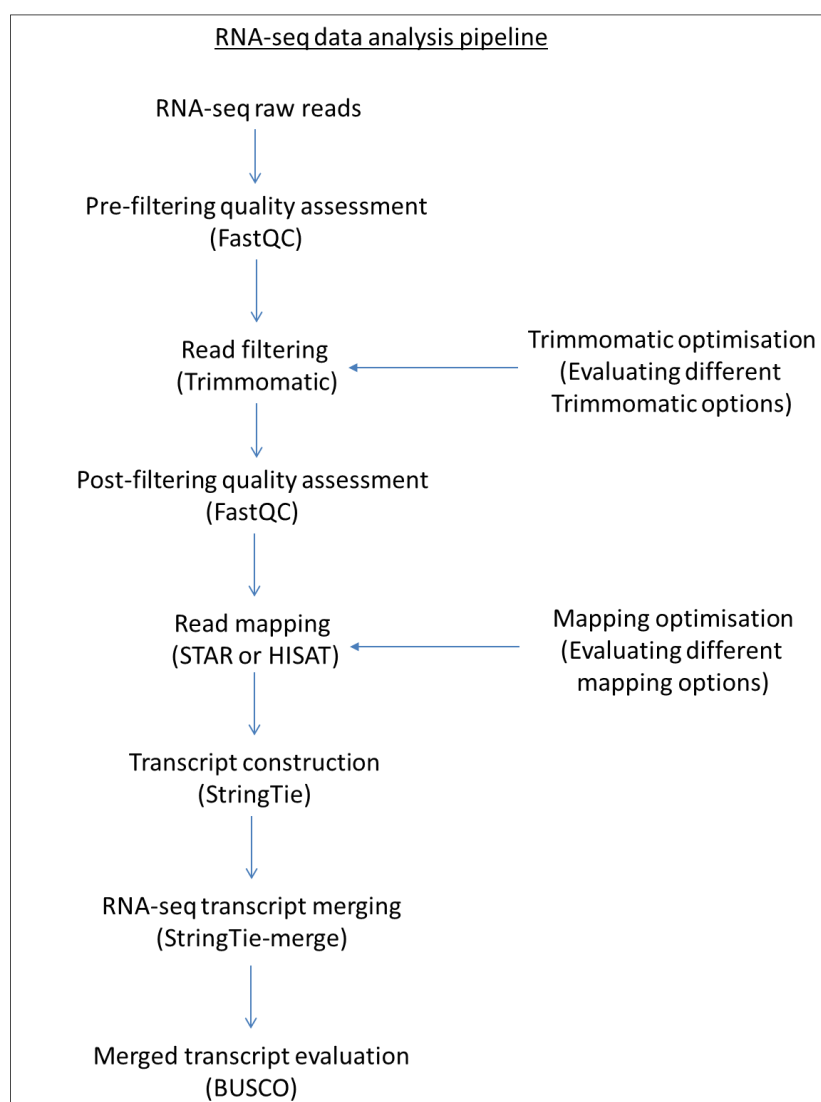 RNA-seq data analysis pipeline
RNA-seq raw reads
Pre-filtering quality assessment
(FastQC)
Read filtering
(Trimmomatic)
Trimmomatic optimisation
(Evaluating different
Trimmomatic options)
Post-filtering quality assessment
(FastQC)
Read mapping
(STAR or HISAT)
Mapping optimisation
(Evaluating different
mapping options)
Transcript construction
(StringTie)
RNA-seq transcript merging
(StringTie-merge)
Merged transcript evaluation
(BUSCO)